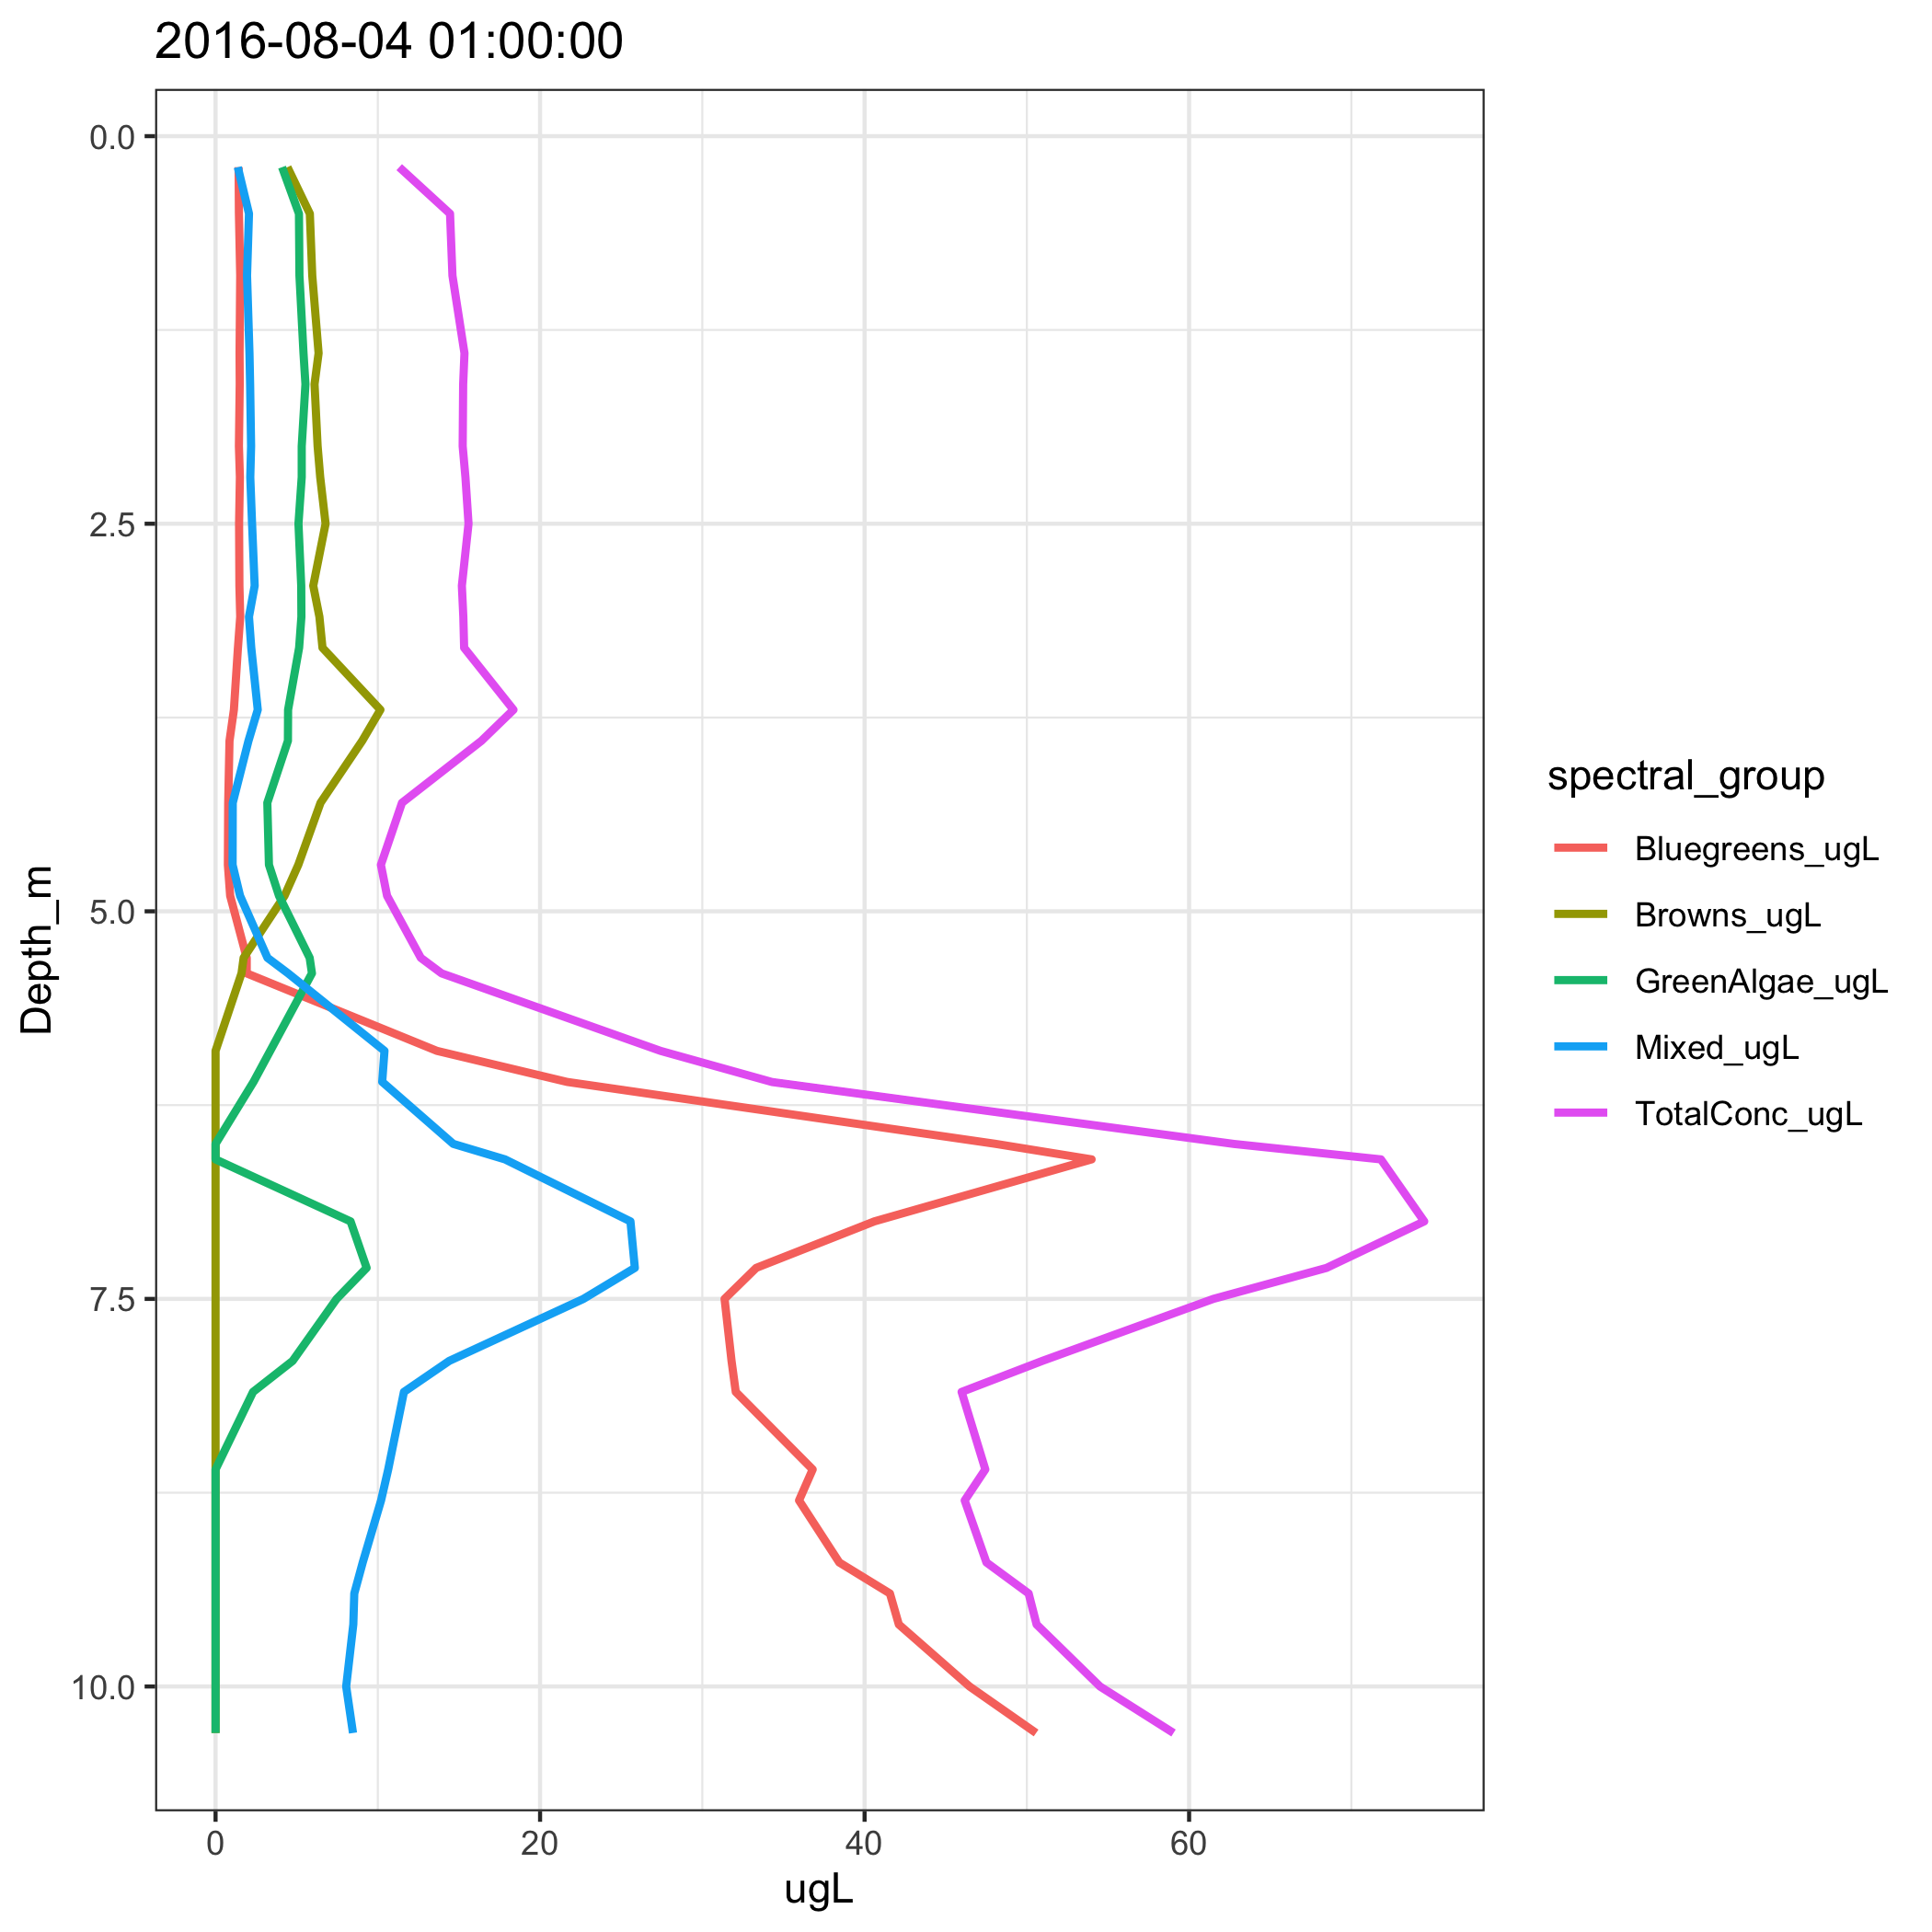 2016-08-04 01:00:00
0.0
2.5
5.0
7.5
10.0
Depth_m
0 20 40 60
ugL
spectral_group
Bluegreens_ugL
Browns_ugL
GreenAlgae_ugL
Mixed_ugL
TotalConc_ugL